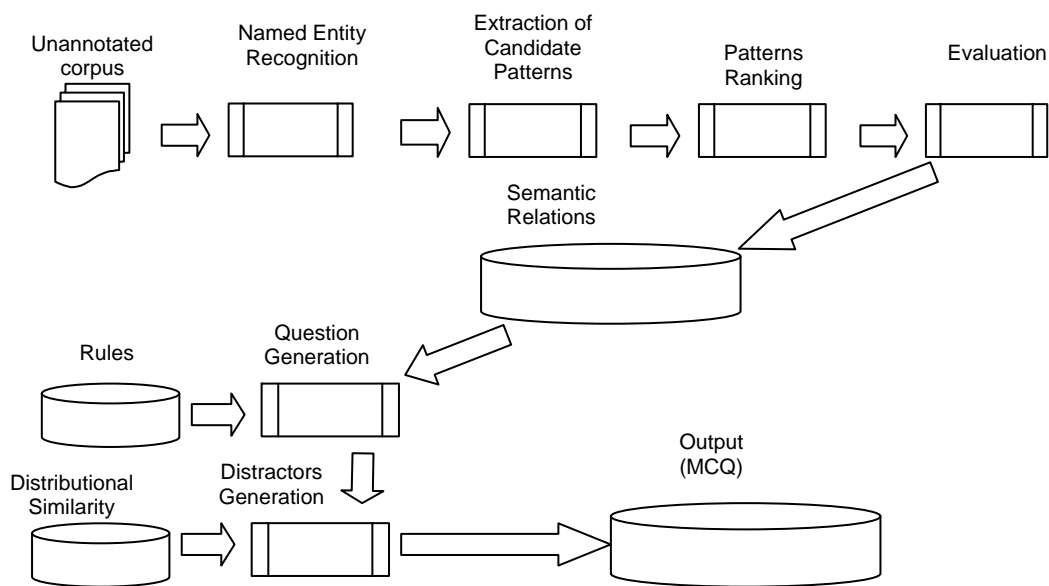 Unannotated
corpus
Named Entity
Recognition
Extraction of
Candidate
Patterns
Patterns
Ranking
Evaluation
Semantic
Relations
Rules
Question
Generation
Distributional
Similarity
Distractors
Generation
Output
(MCQ)